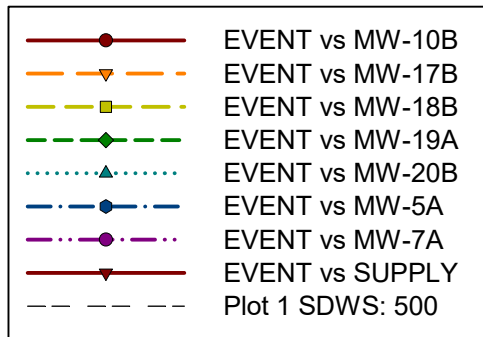 EVENT vs MW-10B
EVENT vs MW-17B
EVENT vs MW-18B
EVENT vs MW-19A
EVENT vs MW-20B
EVENT vs MW-5A
EVENT vs MW-7A
EVENT vs SUPPLY
Plot 1 SDWS: 500